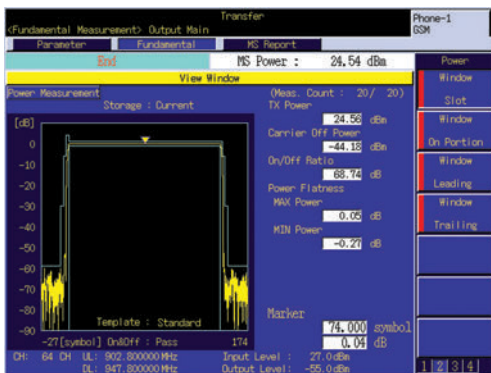 Transfer
<Fundamental Measurement> Output Main
Phone-1
GSM
Parameter Fundamental MS Report
End MS Power : 24.54 dBm
Power
View Window
Window
Slot
Power Measurement (Meas. Count : 20/ 20)
Storage : Current
TX Power
24.56 dBm
Window
On Portion
Carrier Off Power
-44.18 dBm
On/Off Ratio
68.74 dB
Window
Leading
Power Flatness
MAX Power
0.05 dB
Window
Trailing
MIN Power
-0.27 dB
[dB]
0
-10
-20
-30
-40
-50
-60
-70
-80
-90
Template : Standard
Marker
74.000 symbol
0.04 dB
-27[symbol] On&Off : Pass 174
CH: 64 CH UL: 902.800000MHz Input Level : 27.0dBm
DL: 947.800000MHz Output Level : -55.0dBm
1 2 3 4